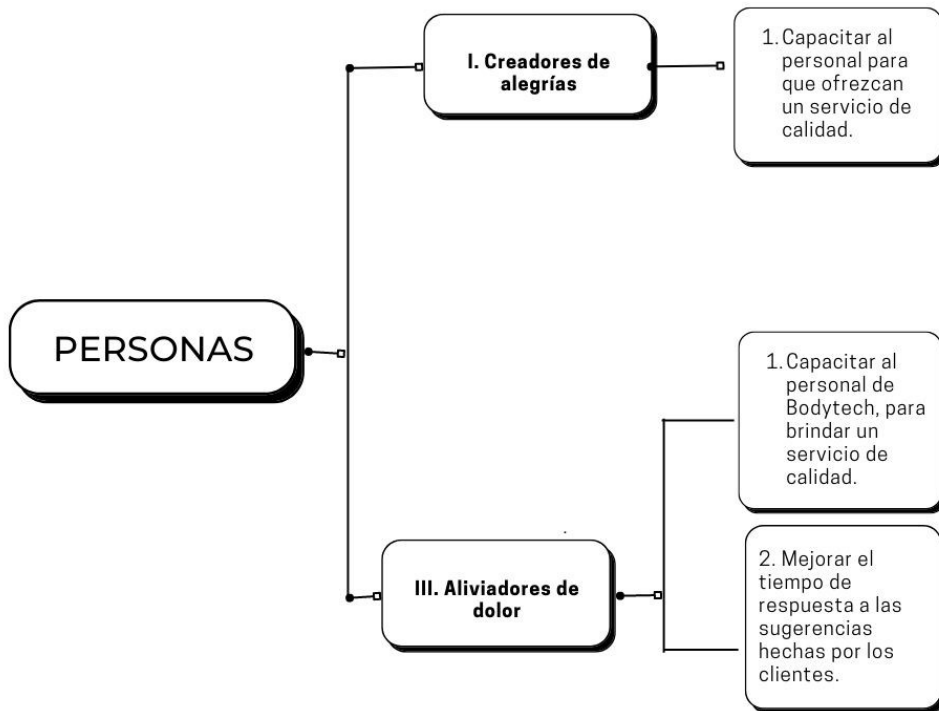 I. Creadores de
alegrías
1. Capacitar al
personal para
que ofrezcan
un servicio de
calidad.
PERSONAS
1. Capacitar al
personal de
Bodytech, para
brindar un
servicio de
calidad.
III. Aliviadores de
dolor
2. Mejorar el
tiempo de
respuesta a las
sugerencias
hechas por los
clientes.